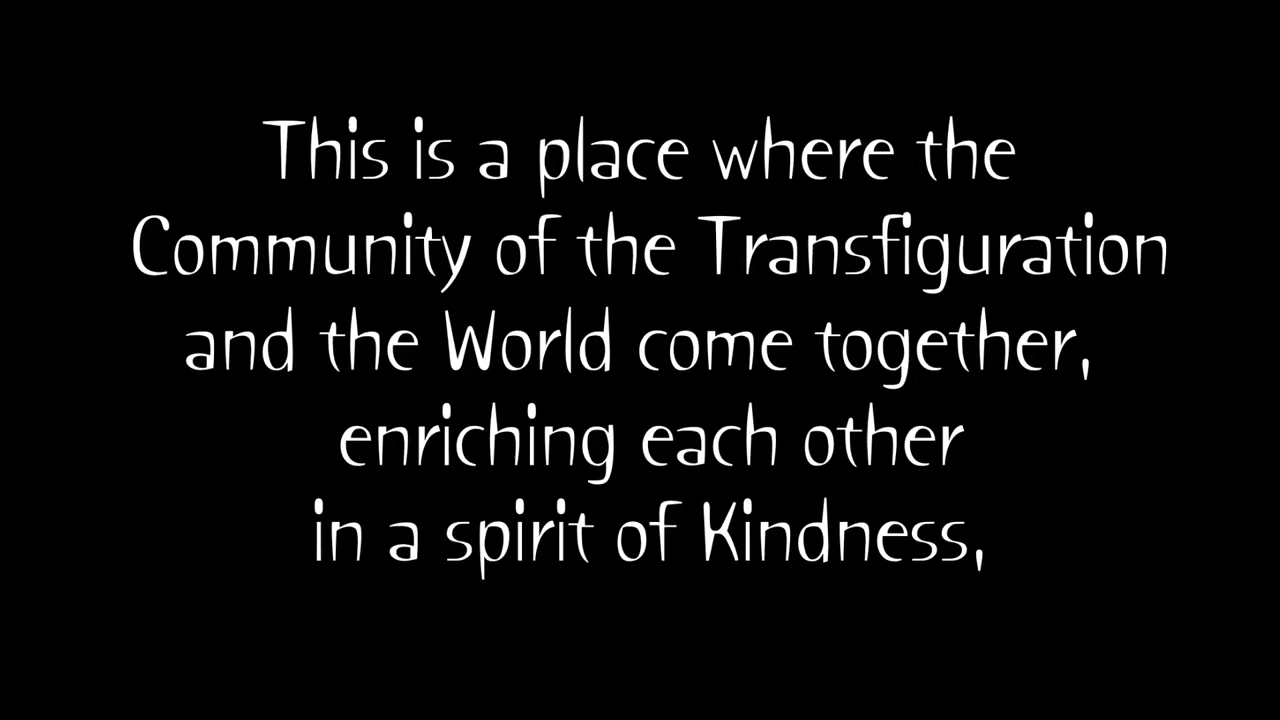 This is a place where the
Community of the Transfiguration
and the World come together,
enriching each other
in a spirit of Kindness,